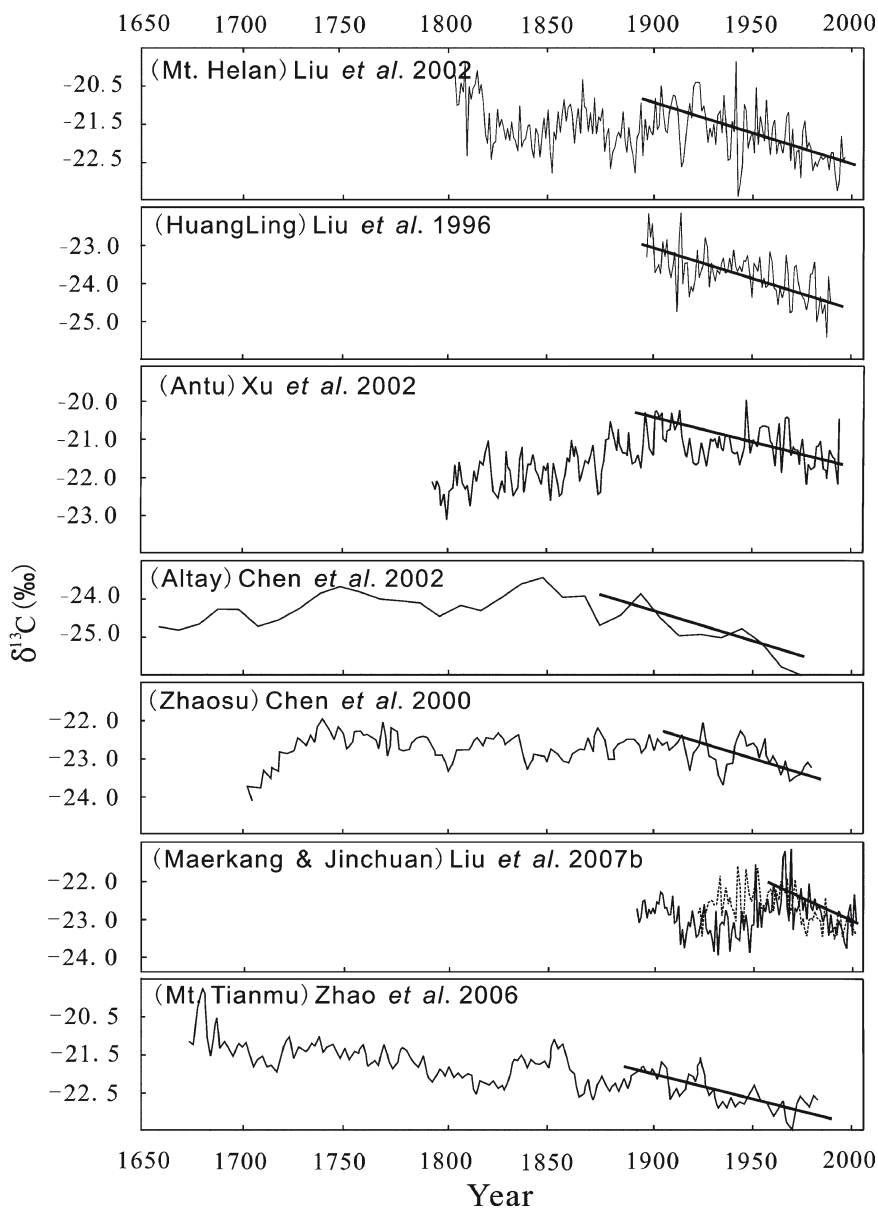 1650 1700 1750 1800 1850 1900 1950 2000
(Mt. Helan) Liu et al. 2002
-20.5
-21.5
-22.5
(HuangLing) Liu et al. 1996
-23.0
-24.0
-25.0
(Antu) Xu et al. 2002
-20.0
-21.0
-22.0
-23.0
(Altay) Chen et al. 2002
-24.0
-25.0
δ13C (‰)
(Zhaosu) Chen et al. 2000
-22.0
-23.0
-24.0
(Maerkang & Jinchuan) Liu et al. 2007b
-22.0
-23.0
-24.0
(Mt. Tianmu) Zhao et al. 2006
-20.5
-21.5
-22.5
1650 1700 1750 1800 1850 1900 1950 2000
Year